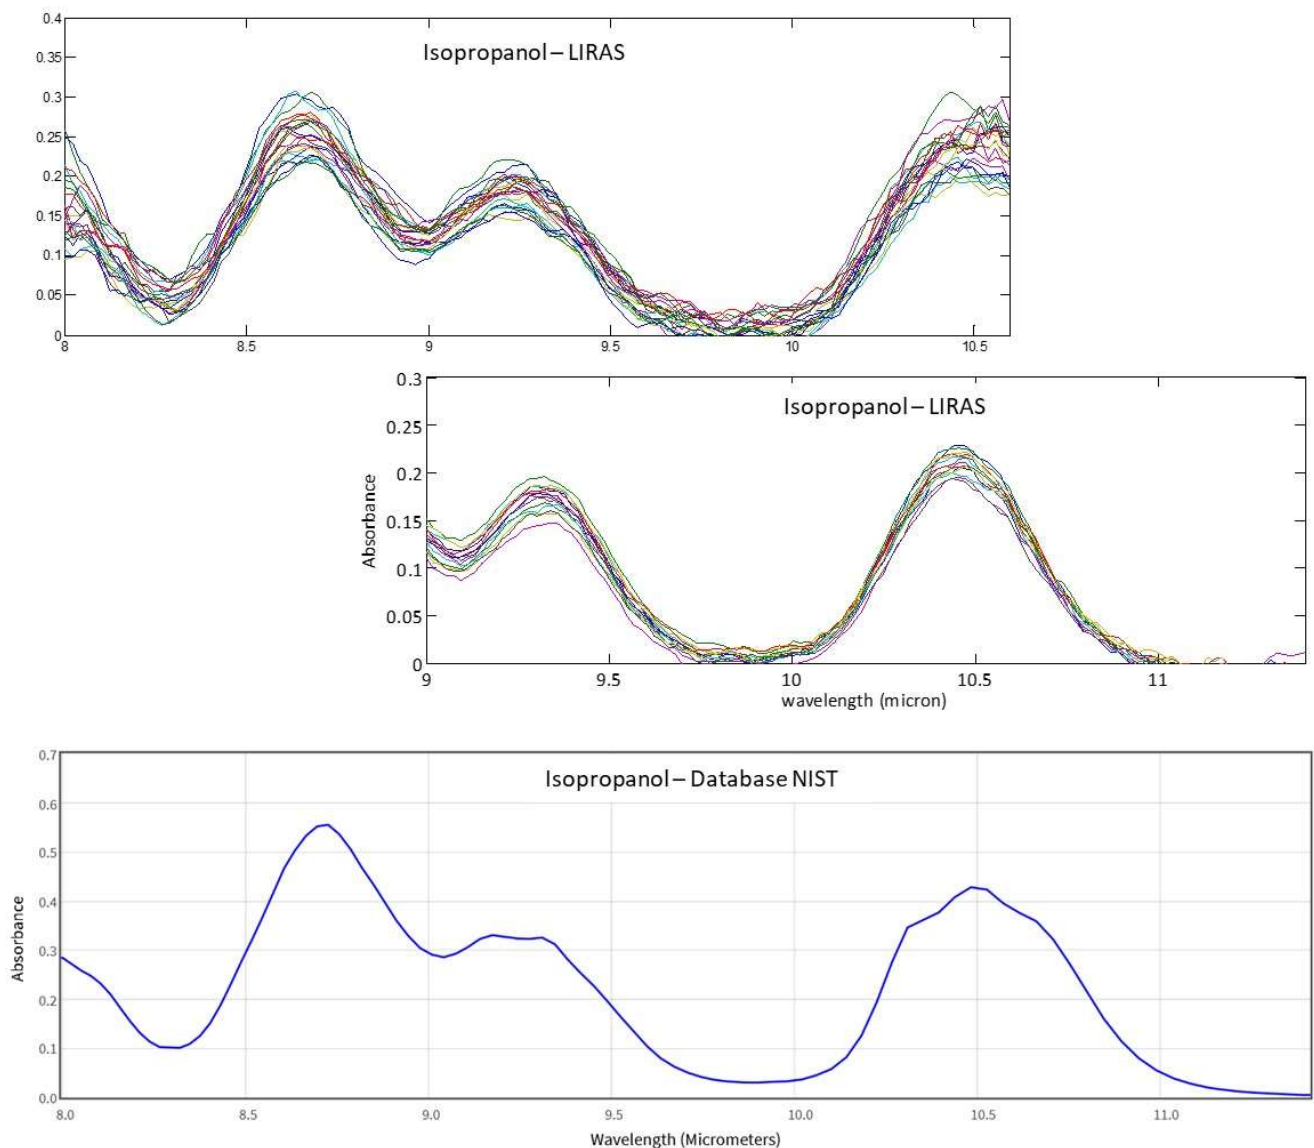 0.4
Isopropanol – LIRAS
0.35
0.3
0.25
0.2
0.15
0.1
0.05
0
8 8.5 9 9.5 10 10.5
0.3
Isopropanol – LIRAS
0.25
0.2
0.15
0.1
0.05
0
Absorbance
9 9.5 10 10.5 11
wavelength (micron)
0.7
Isopropanol – Database NIST
0.6
0.5
0.4
0.3
0.2
0.1
0.0
Absorbance
8.0 8.5 9.0 9.5 10.0 10.5 11.0
Wavelength (Micrometers)